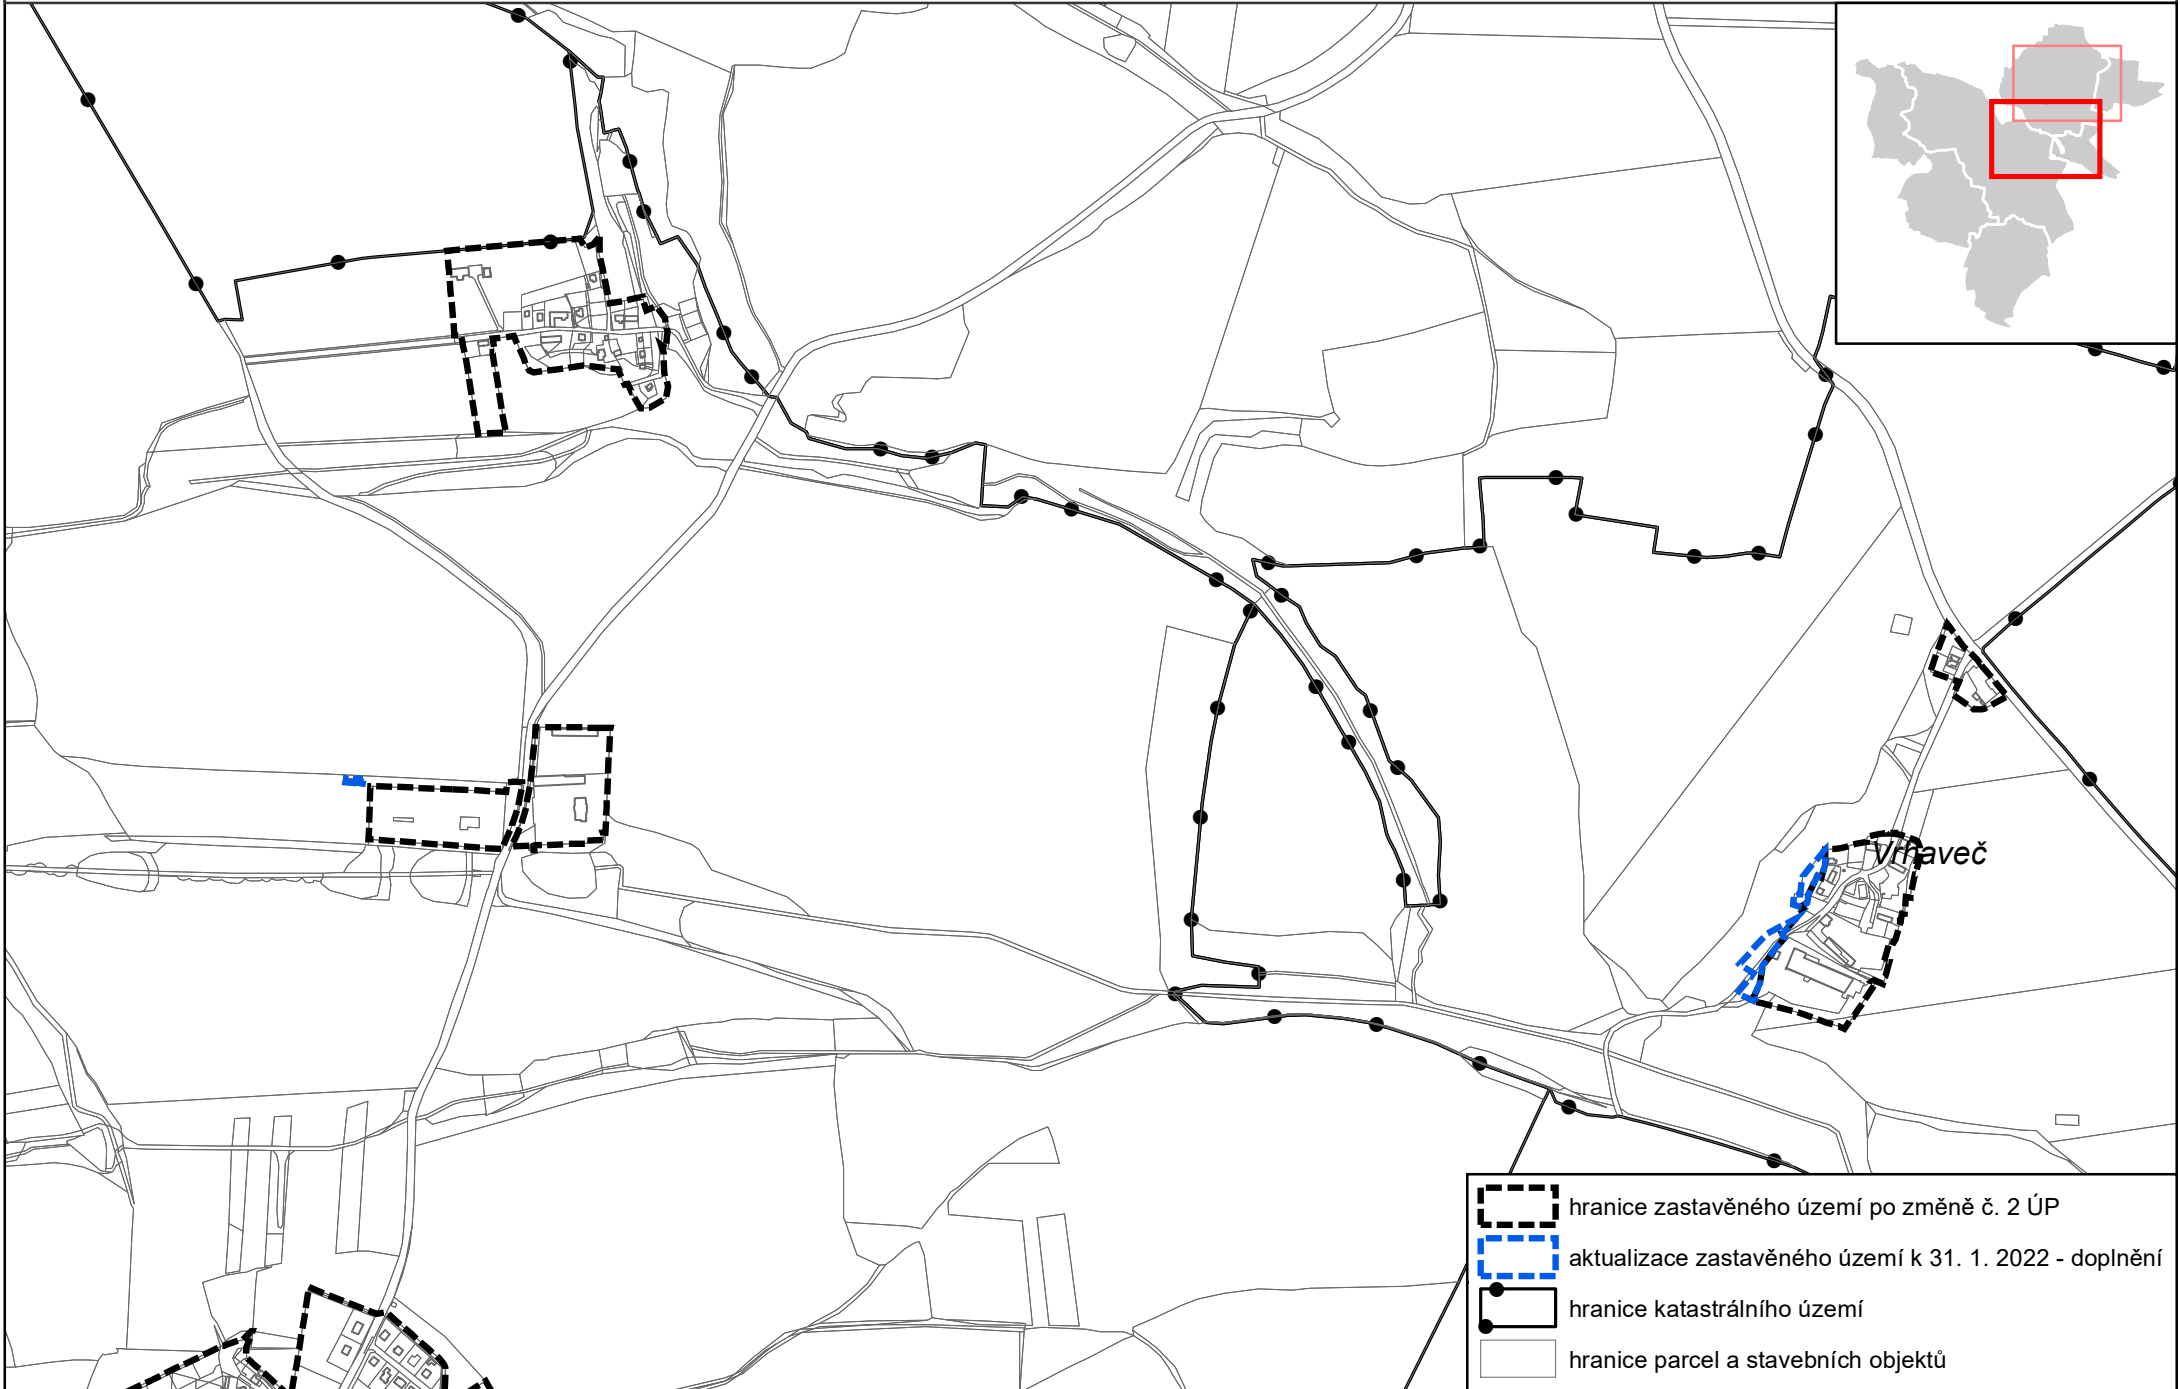 Vrhaveč
hranice zastavěného území po změně č. 2 ÚP
aktualizace zastavěného území k 31. 1. 2022 - doplnění
hranice katastrálního území
hranice parcel a stavebních objektů